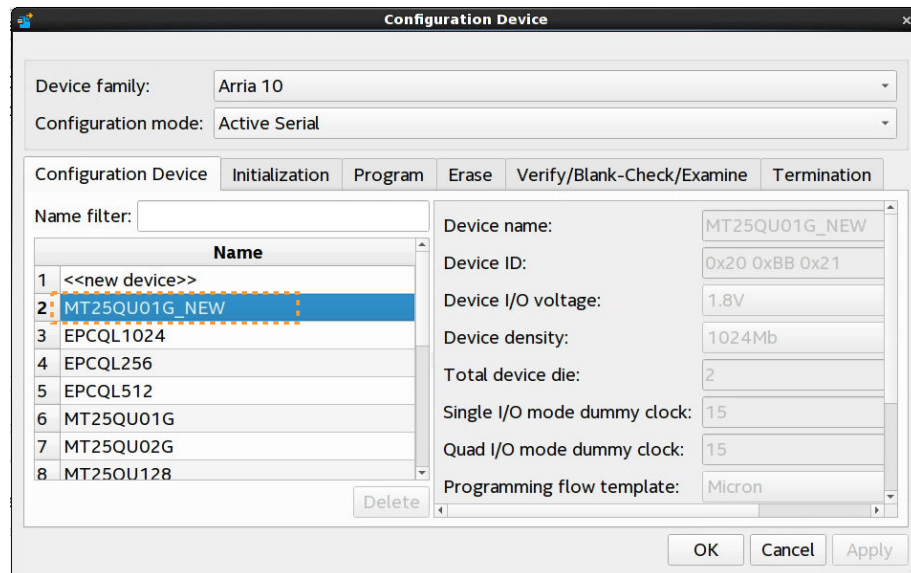 Configuration Device
Device family: Arria 10
Configuration mode: Active Serial
Configuration Device Initialization Program Erase Verify/Blank-Check/Examine Termination
Name filter:
Name
1 <<new device>>
2 MT25QU01G_NEW
3 EPCQL1024
4 EPCQL256
5 EPCQL512
6 MT25QU01G
7 MT25QU02G
8 MT25QU128
Delete
Device name: MT25QU01G_NEW
Device ID: 0x20 0xBB 0x21
Device I/O voltage: 1.8V
Device density: 1024Mb
Total device die: 2
Single I/O mode dummy clock: 15
Quad I/O mode dummy clock: 15
Programming flow template: Micron
OK Cancel Apply